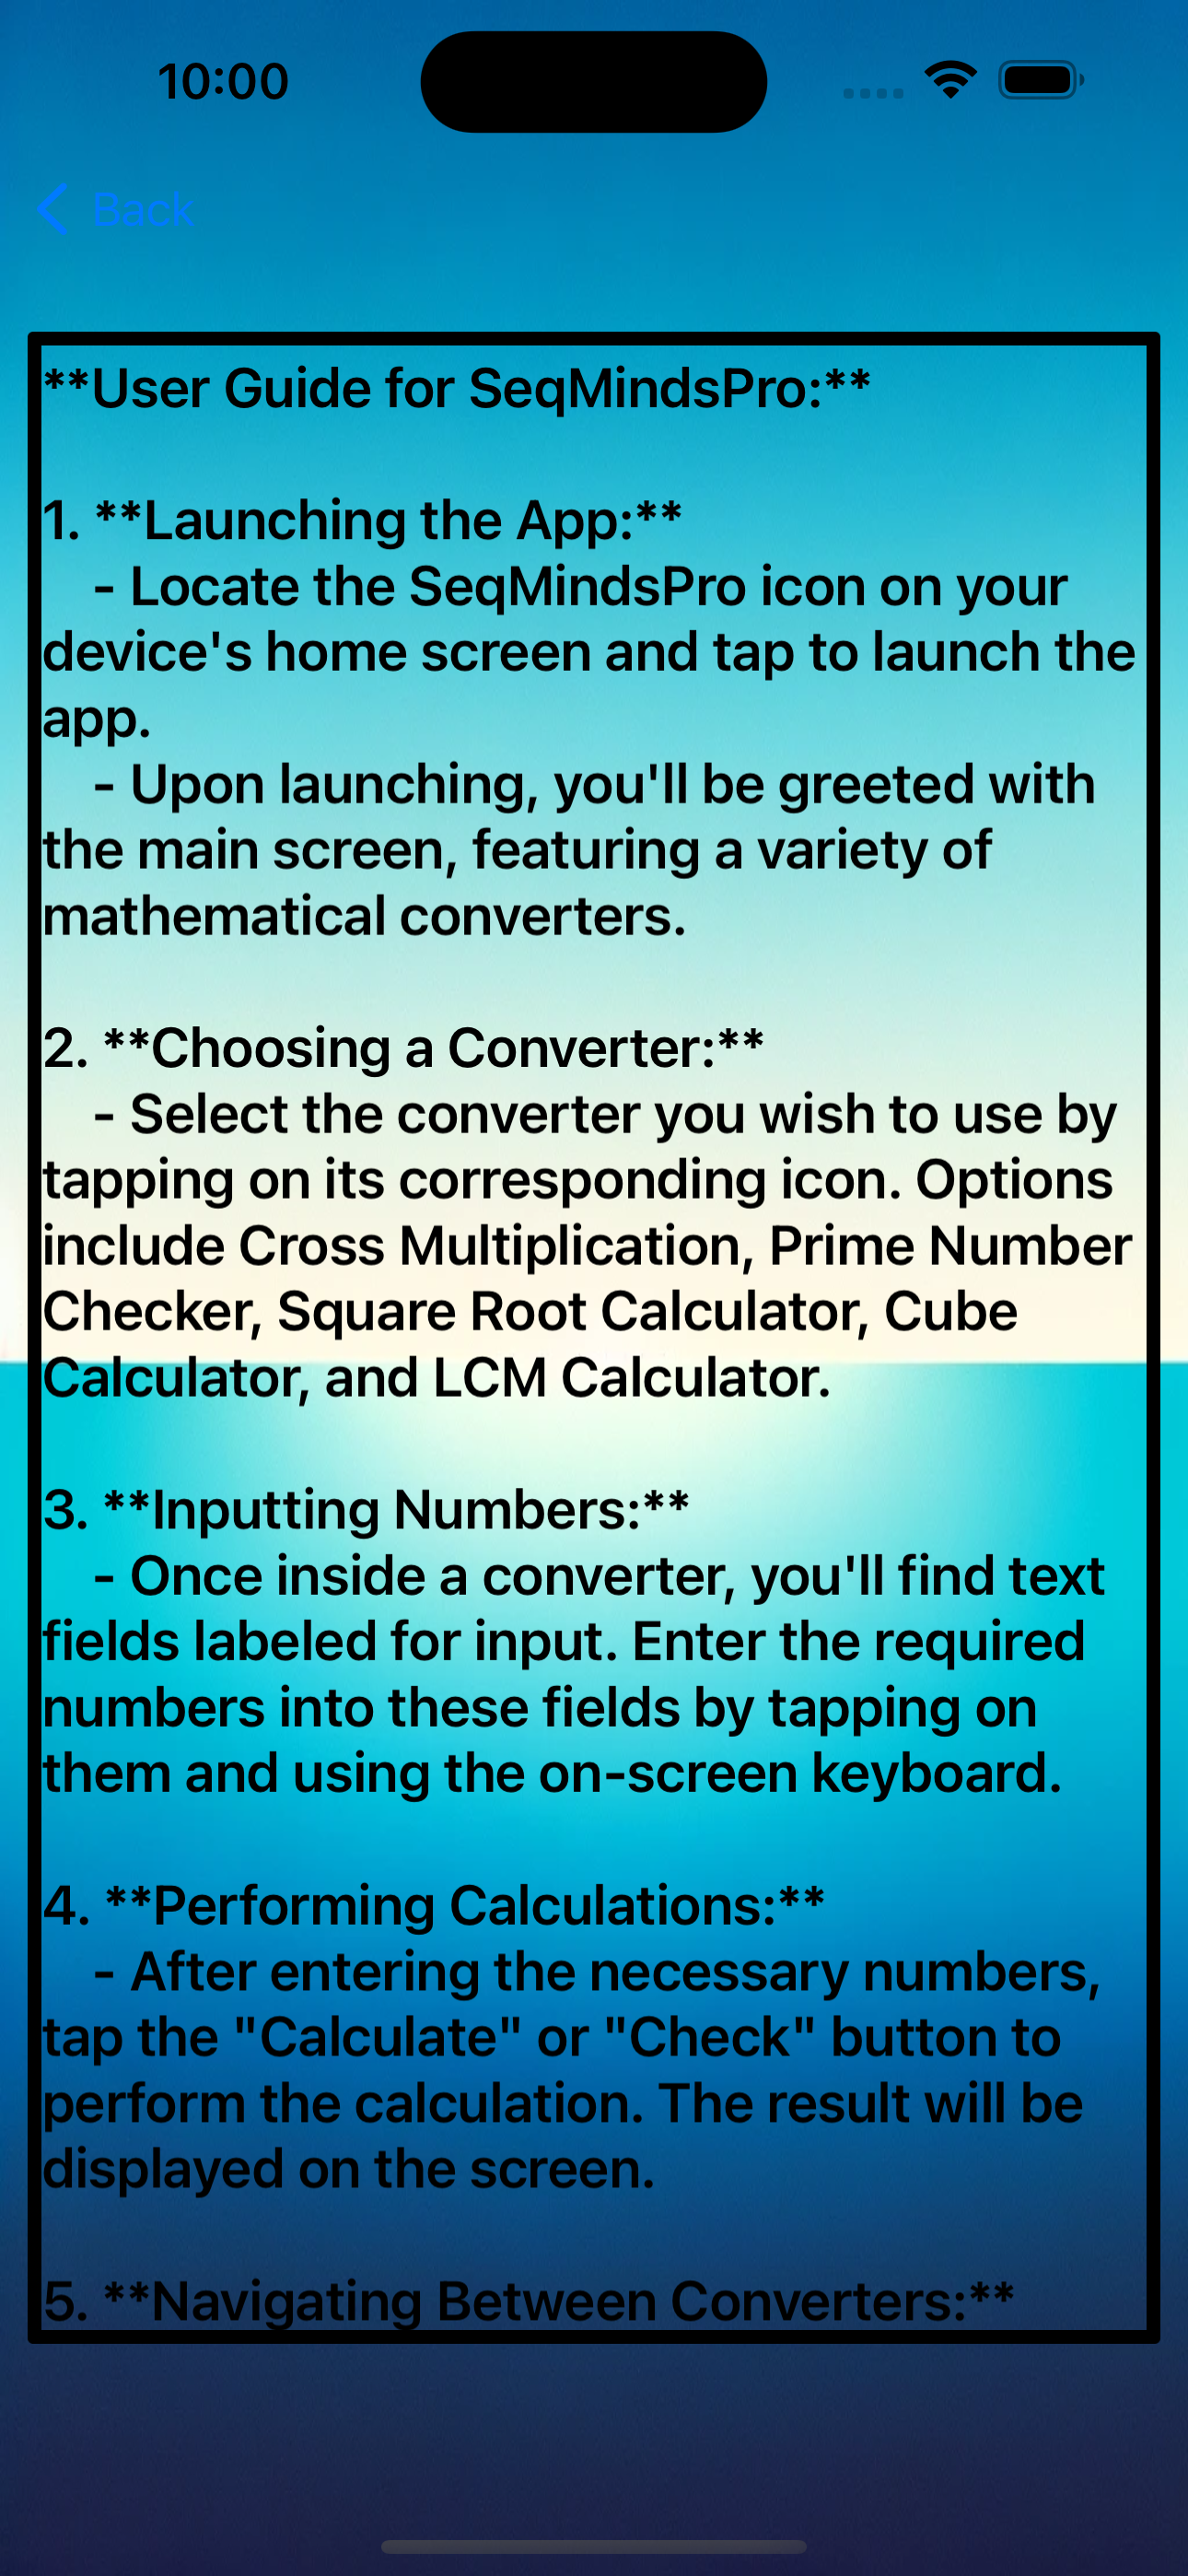 10:00
Back
**User Guide for SeqMindsPro:**
1. **Launching the App:**
- Locate the SeqMindsPro icon on your
device's home screen and tap to launch the
app.
- Upon launching, you'll be greeted with
the main screen, featuring a variety of
mathematical converters.
2. **Choosing a Converter:**
- Select the converter you wish to use by
tapping on its corresponding icon. Options
include Cross Multiplication, Prime Number
Checker, Square Root Calculator, Cube
Calculator, and LCM Calculator.
3. **Inputting Numbers:**
- Once inside a converter, you'll find text
fields labeled for input. Enter the required
numbers into these fields by tapping on
them and using the on-screen keyboard.
4. **Performing Calculations:**
- After entering the necessary numbers,
tap the "Calculate" or "Check" button to
perform the calculation. The result will be
displayed on the screen.
5. **Navigating Between Converters:**